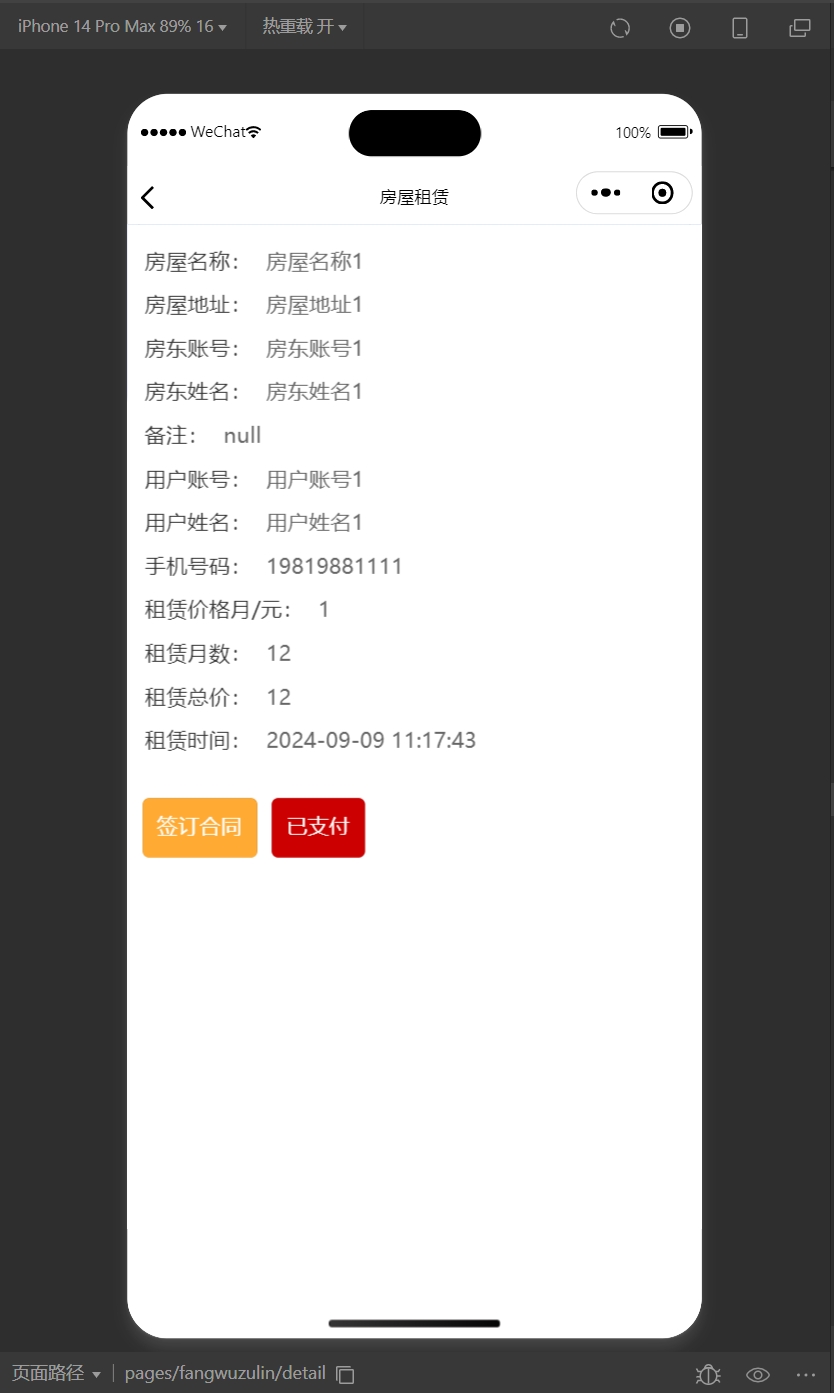 iPhone 14 Pro Max 89% 16 热重载 开
WeChat 100%
房屋租赁
房屋名称： 房屋名称1
房屋地址： 房屋地址1
房东账号： 房东账号1
房东姓名： 房东姓名1
备注： null
用户账号： 用户账号1
用户姓名： 用户姓名1
手机号码： 19819881111
租赁价格月/元： 1
租赁月数： 12
租赁总价： 12
租赁时间： 2024-09-09 11:17:43
签订合同 已支付
页面路径 pages/fangwuzulin/detail